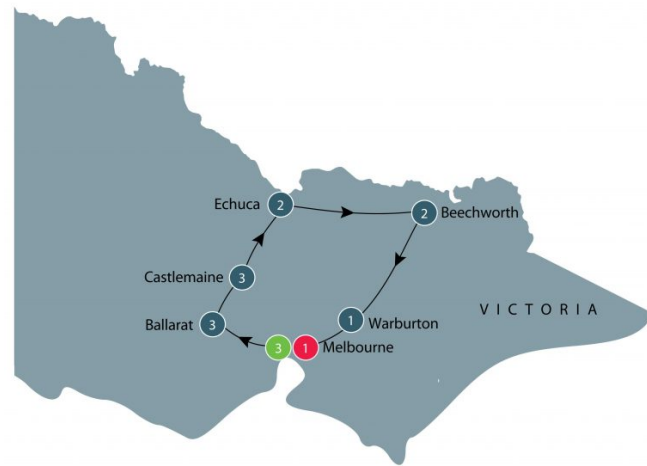 Echuca 2
2 Beechworth
Castlemaine 3
VICTORIA
Ballarat 3
1 Warburton
3 1 Melbourne